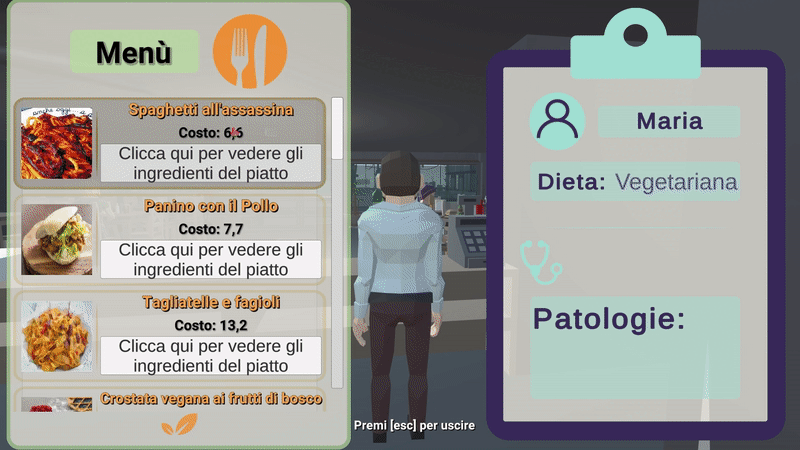 Menù
Spaghetti all'assassina
Costo: 6,6
Clicca qui per vedere gli
ingredienti del piatto
Panino con il Pollo
Costo: 7,7
Clicca qui per vedere gli
ingredienti del piatto
Tagliatelle e fagioli
Costo: 13,2
Clicca qui per vedere gli
ingredienti del piatto
Crostata vegana ai frutti di bosco
Premi [esc] per uscire
Maria
Dieta: Vegetariana
Patologie: